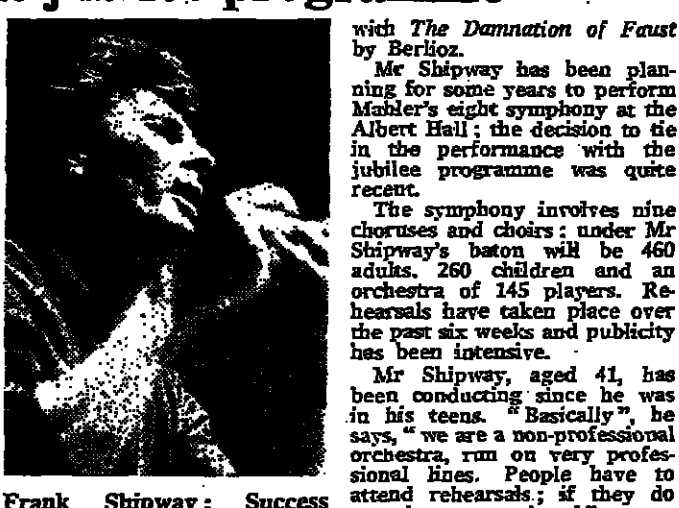 programme
Frank Shipway: Success
with The Damnation of Faust
by Berlioz.
Mr Shipway has been plan-
ning for some years to perform
Mahler's eight symphony at the
Albert Hall; the decision to tie
in the performance with the
jubilee programme was quite
recent.
The symphony involves nine
choruses and choirs: under Mr
Shipway's baton will be 460
adults, 260 children and an
orchestra of 145 players. Re-
hearsals have taken place over
the past six weeks and publicity
has been intensive.
Mr Shipway, aged 41, has
been conducting since he was
in his teens. "Basically", he
says, "we are a non-professional
orchestra, run on very profes-
sional lines. People have to
attend rehearsals; if they do